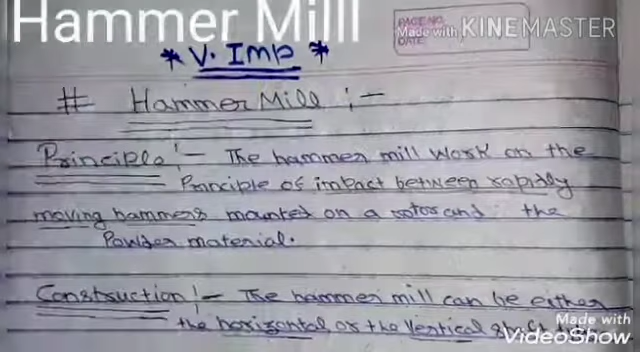 Hammer Milll
PAGE NO.
DATE
Made with KINEMASTER
* V. Imp *
# Hammer Mill :-
Principle :- The hammer mill work on the
Principle of impact between rapidly
moving hammers mounted on a rotor and the
Powder material.
Construction :- The hammer mill can be either
the horizontal or the vertical shaft
Made with
VideoShow